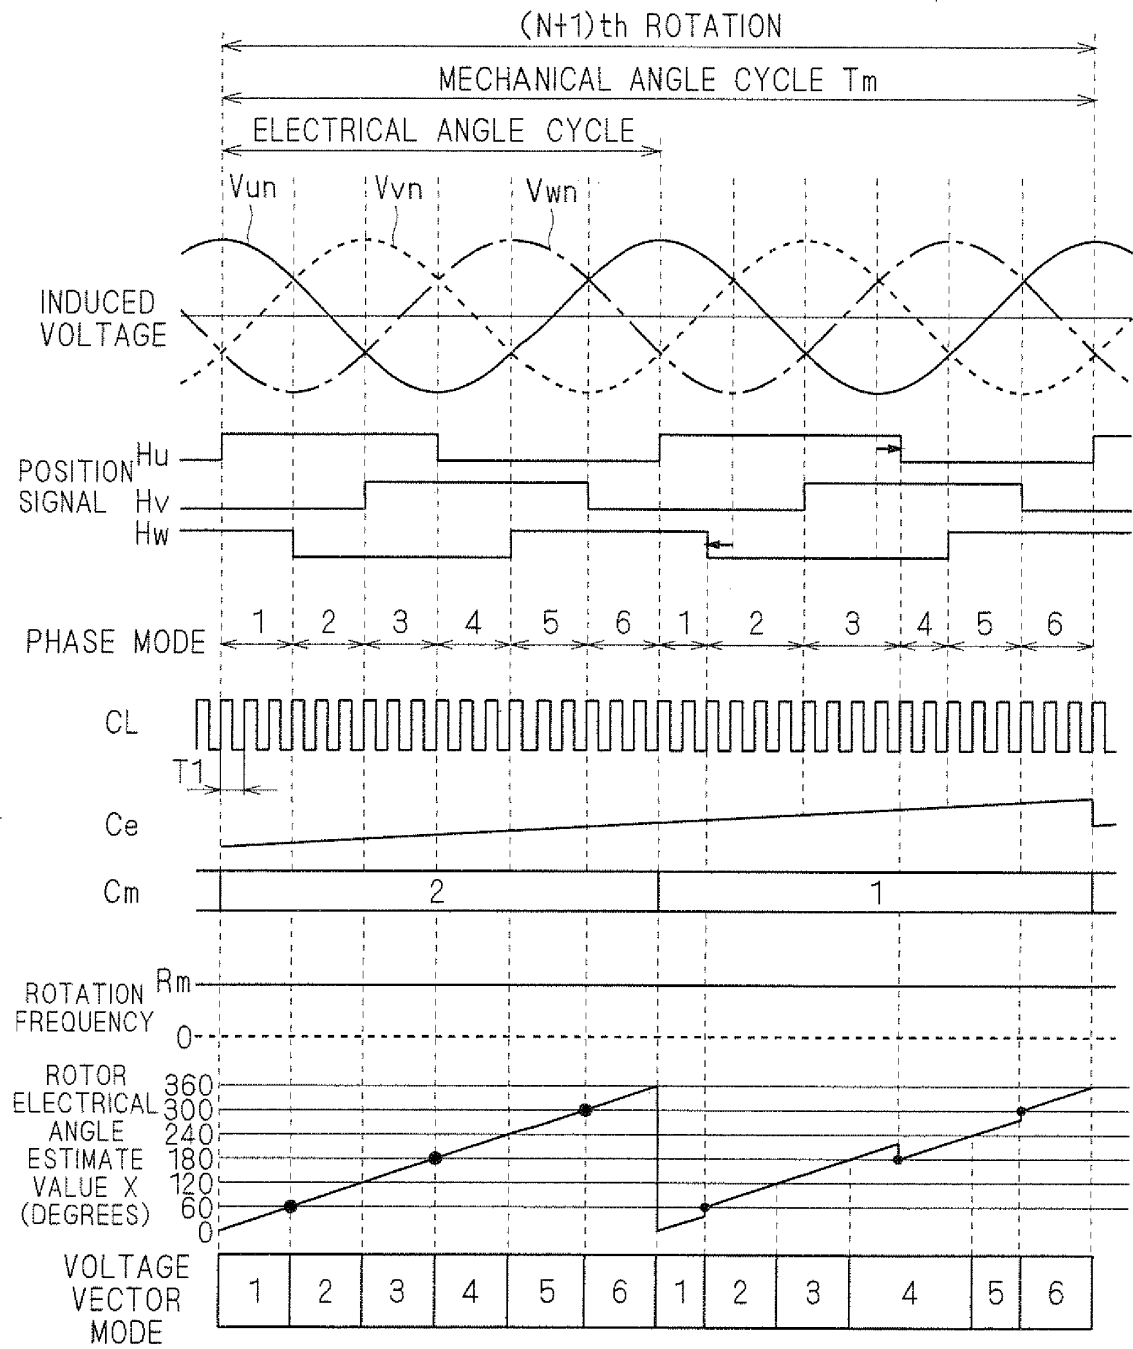 (N+1)th ROTATION
MECHANICAL ANGLE CYCLE Tm
ELECTRICAL ANGLE CYCLE
Vun Vvn Vwn
INDUCED
VOLTAGE
POSITION
SIGNAL
Hu
Hv
Hw
PHASE MODE 1 2 3 4 5 6 1 2 3 4 5 6
CL
T1
Ce
Cm 2 1
ROTATION
FREQUENCY
Rm
0
ROTOR
ELECTRICAL
ANGLE
ESTIMATE
VALUE X
(DEGREES)
360
300
240
180
120
60
0
VOLTAGE
VECTOR
MODE
1 2 3 4 5 6 1 2 3 4 5 6